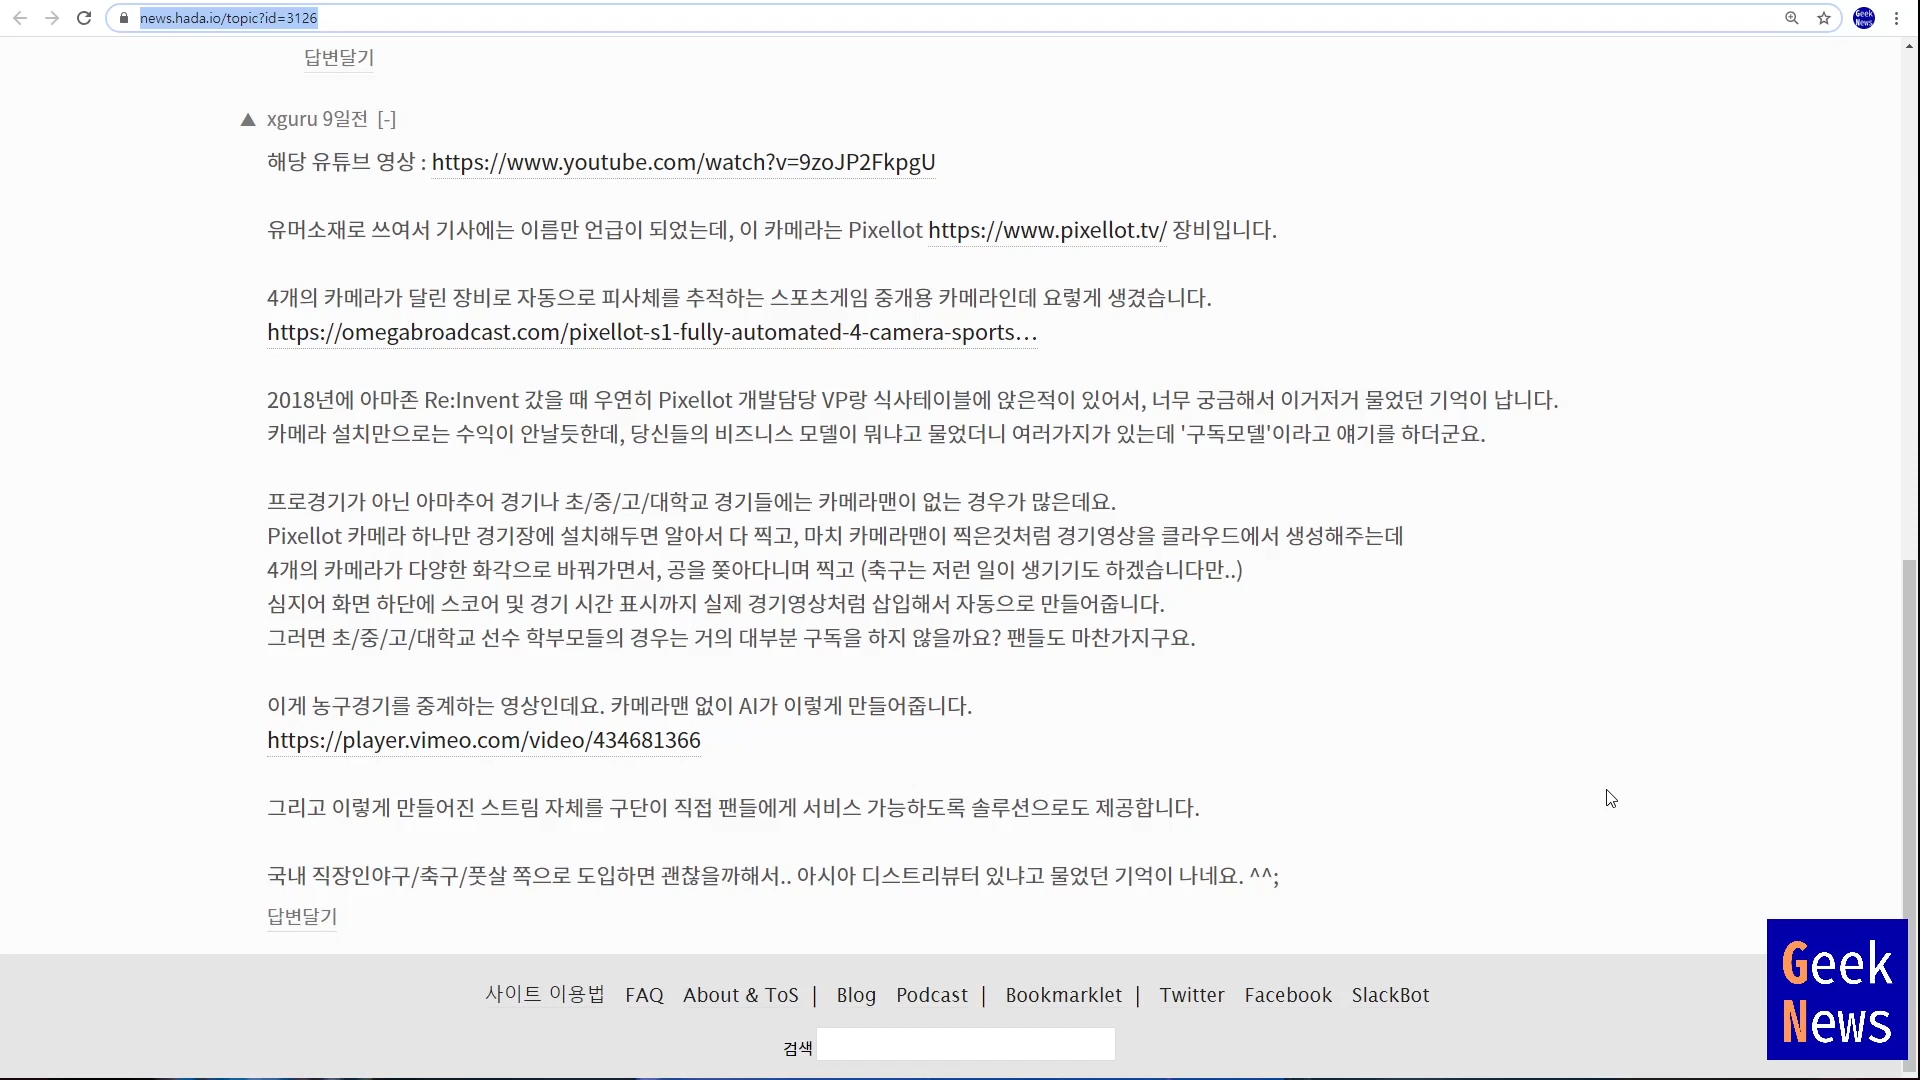 news.hada.io/topic?id=3126
답변달기
▲ xguru 9일전 [-]
해당 유튜브 영상 : https://www.youtube.com/watch?v=9zoJP2FkpgU
유머소재로 쓰여서 기사에는 이름만 언급이 되었는데, 이 카메라는 Pixellot https://www.pixellot.tv/ 장비입니다.
4개의 카메라가 달린 장비로 자동으로 피사체를 추적하는 스포츠게임 중개용 카메라인데 요렇게 생겼습니다.
https://omegabroadcast.com/pixellot-s1-fully-automated-4-camera-sports…
2018년에 아마존 Re:Invent 갔을 때 우연히 Pixellot 개발담당 VP랑 식사테이블에 앉은적이 있어서, 너무 궁금해서 이거저거 물었던 기억이 납니다.
카메라 설치만으로는 수익이 안날듯한데, 당신들의 비즈니스 모델이 뭐냐고 물었더니 여러가지가 있는데 '구독모델'이라고 얘기를 하더군요.
프로경기가 아닌 아마추어 경기나 초/중/고/대학교 경기들에는 카메라맨이 없는 경우가 많은데요.
Pixellot 카메라 하나만 경기장에 설치해두면 알아서 다 찍고, 마치 카메라맨이 찍은것처럼 경기영상을 클라우드에서 생성해주는데
4개의 카메라가 다양한 화각으로 바꿔가면서, 공을 쫒아다니며 찍고 (축구는 저런 일이 생기기도 하겠습니다만..)
심지어 화면 하단에 스코어 및 경기 시간 표시까지 실제 경기영상처럼 삽입해서 자동으로 만들어줍니다.
그러면 초/중/고/대학교 선수 학부모들의 경우는 거의 대부분 구독을 하지 않을까요? 팬들도 마찬가지구요.
이게 농구경기를 중계하는 영상인데요. 카메라맨 없이 AI가 이렇게 만들어줍니다.
https://player.vimeo.com/video/434681366
그리고 이렇게 만들어진 스트림 자체를 구단이 직접 팬들에게 서비스 가능하도록 솔루션으로도 제공합니다.
국내 직장인야구/축구/풋살 쪽으로 도입하면 괜찮을까해서.. 아시아 디스트리뷰터 있냐고 물었던 기억이 나네요. ^^;
답변달기
사이트 이용법 FAQ About & ToS | Blog Podcast | Bookmarklet | Twitter Facebook SlackBot
검색
Geek
News